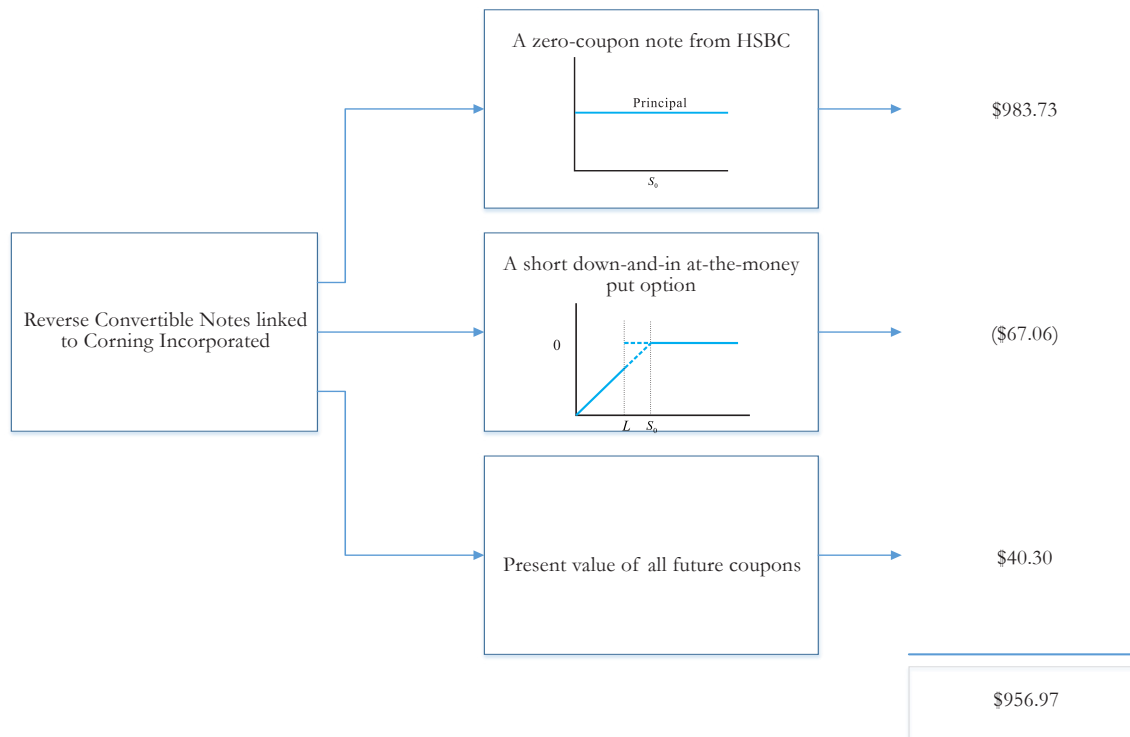 A zero-coupon note from HSBC
Principal
S₀
$983.73
Reverse Convertible Notes linked
to Corning Incorporated
A short down-and-in at-the-money
put option
0
L S₀
($67.06)
Present value of all future coupons
$40.30
$956.97